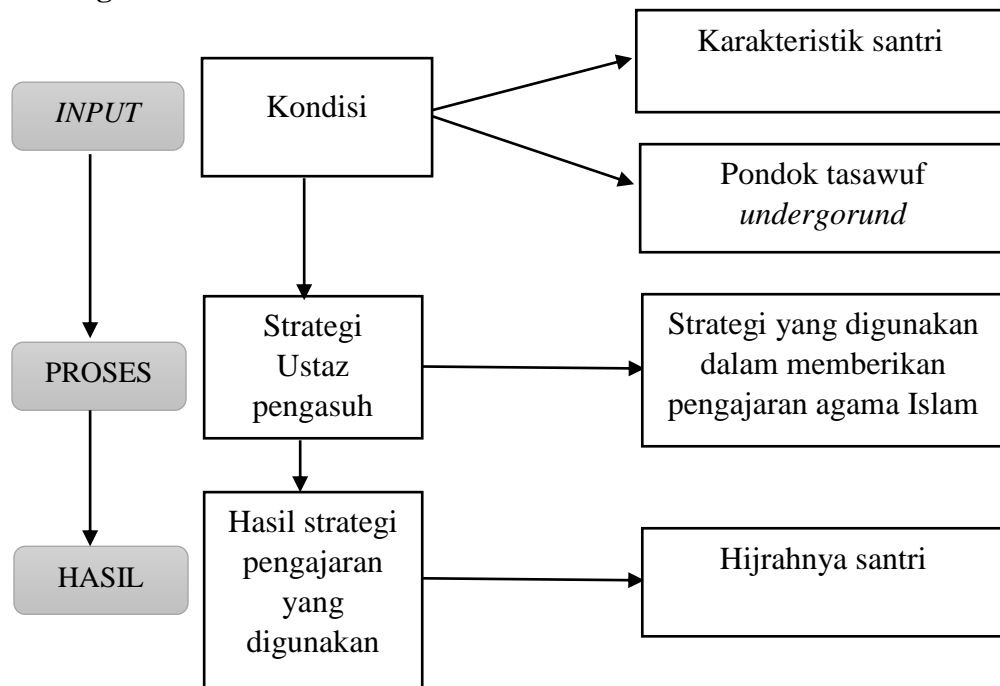 Karakteristik santri
INPUT
Kondisi
Pondok tasawuf
undergorund
Strategi
Ustaz
pengasuh
Strategi yang digunakan
dalam memberikan
pengajaran agama Islam
PROSES
Hasil strategi
pengajaran
yang
digunakan
Hijrahnya santri
HASIL